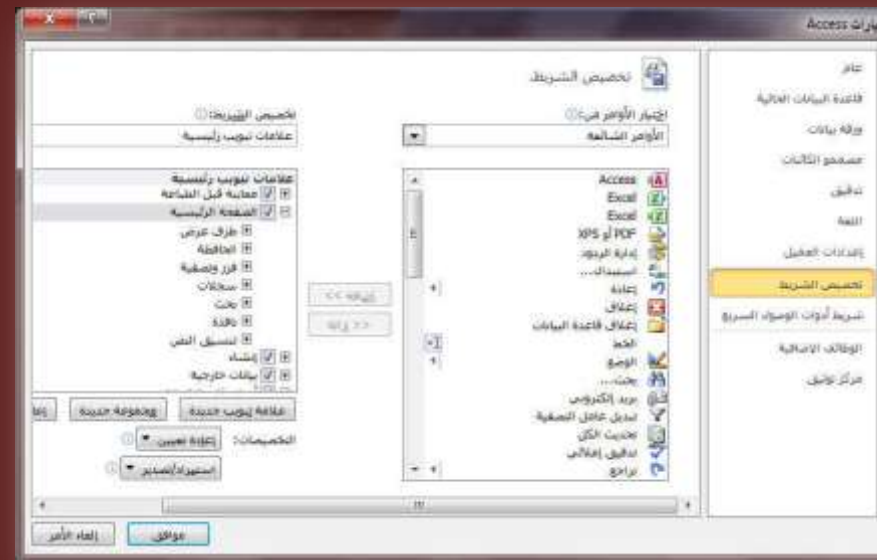 خيارات Access
عام
قاعدة البيانات الحالية
ورقة بيانات
مصممو الكائنات
تدقيق
اللغة
إعدادات العميل
تخصيص الشريط
شريط أدوات الوصول السريع
الوظائف الإضافية
مركز توثيق
تخصيص الشريط.
اختيار الأوامر من:
الأوامر الشائعة
Access
Excel
Excel
PDF أو XPS
إدارة الردود
استبدال...
إعادة
إغلاق
إغلاق قاعدة البيانات
الخط
الوضع
بحث...
بريد إلكتروني
تبديل عامل التصفية
تحديث الكل
تدقيق إملائي
تراجع
إضافة >>
<< إزالة
تخصيص الشريط:
علامات تبويب رئيسية
علامات تبويب رئيسية
معاينة قبل الطباعة
الصفحة الرئيسية
طرق عرض
الحافظة
فرز وتصفية
سجلات
بحث
نافذة
تنسيق النص
إنشاء
بيانات خارجية
علامة تبويب جديدة
مجموعة جديدة
التخصيصات:
إعادة تعيين
استيراد/تصدير
موافق
إلغاء الأمر